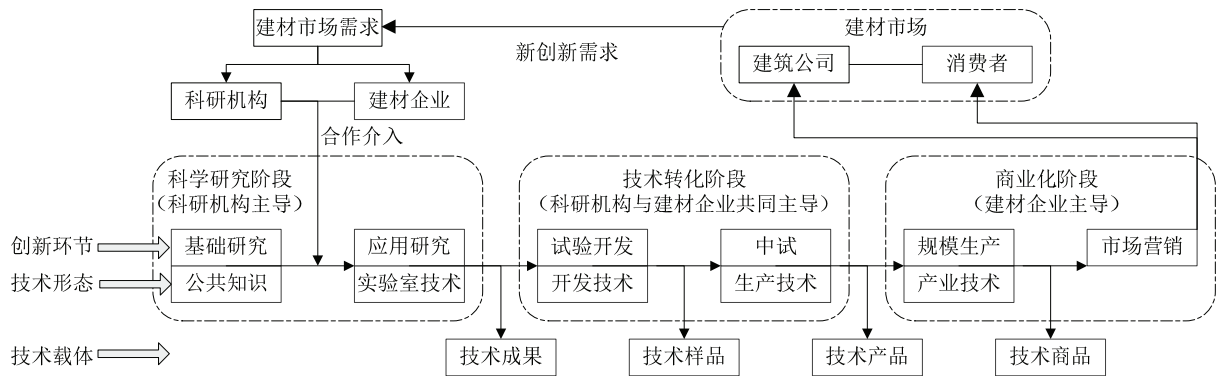 建材市场需求
新创新需求
建材市场
建筑公司
消费者
科研机构
建材企业
合作介入
科学研究阶段
（科研机构主导）
技术转化阶段
（科研机构与建材企业共同主导）
商业化阶段
（建材企业主导）
创新环节
基础研究
应用研究
试验开发
中试
规模生产
市场营销
技术形态
公共知识
实验室技术
开发技术
生产技术
产业技术
技术载体
技术成果
技术样品
技术产品
技术商品